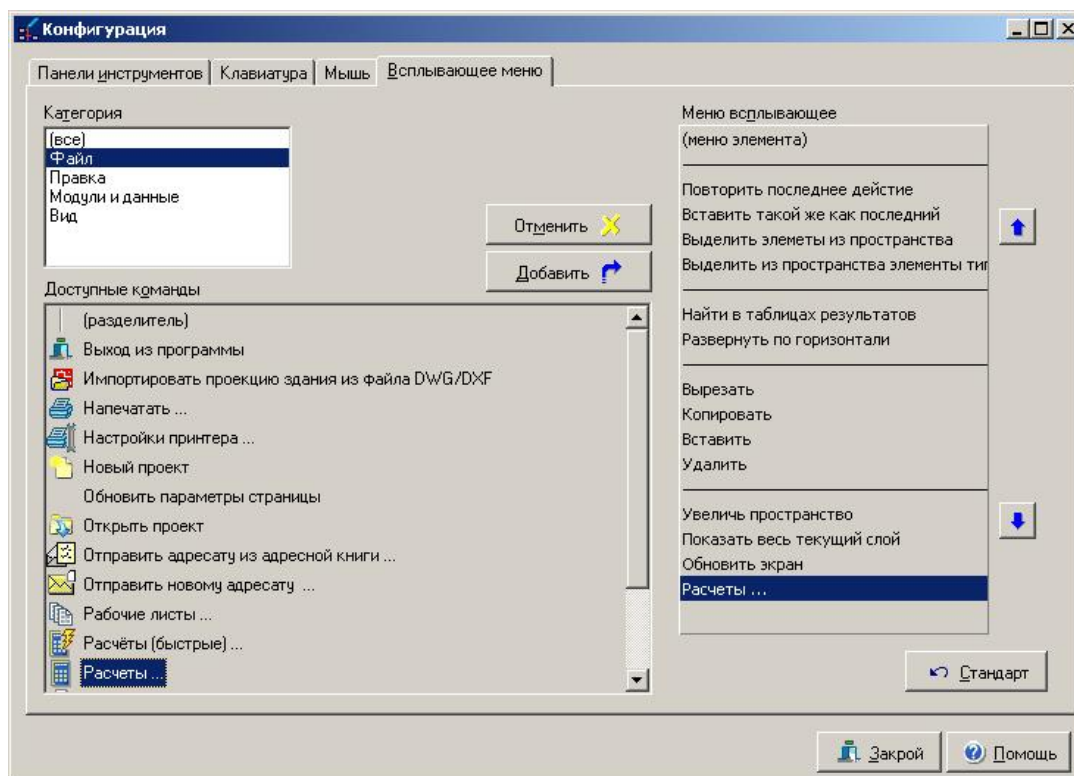 Конфигурация
Панели инструментов Клавиатура Мышь Всплывающее меню
Категория
(все)
Файл
Правка
Модули и данные
Вид
Отменить
Добавить
Доступные команды
(разделитель)
Выход из программы
Импортировать проекцию здания из файла DWG/DXF
Напечатать ...
Настройки принтера ...
Новый проект
Обновить параметры страницы
Открыть проект
Отправить адресату из адресной книги ...
Отправить новому адресату ...
Рабочие листы ...
Расчёты (быстрые) ...
Расчеты ...
Меню всплывающее
(меню элемента)
Повторить последнее действие
Вставить такой же как последний
Выделить элеметы из пространства
Выделить из пространства элементы тип
Найти в таблицах результатов
Развернуть по горизонтали
Вырезать
Копировать
Вставить
Удалить
Увеличь пространство
Показать весь текущий слой
Обновить экран
Расчеты ...
Стандарт
Закрой Помощь